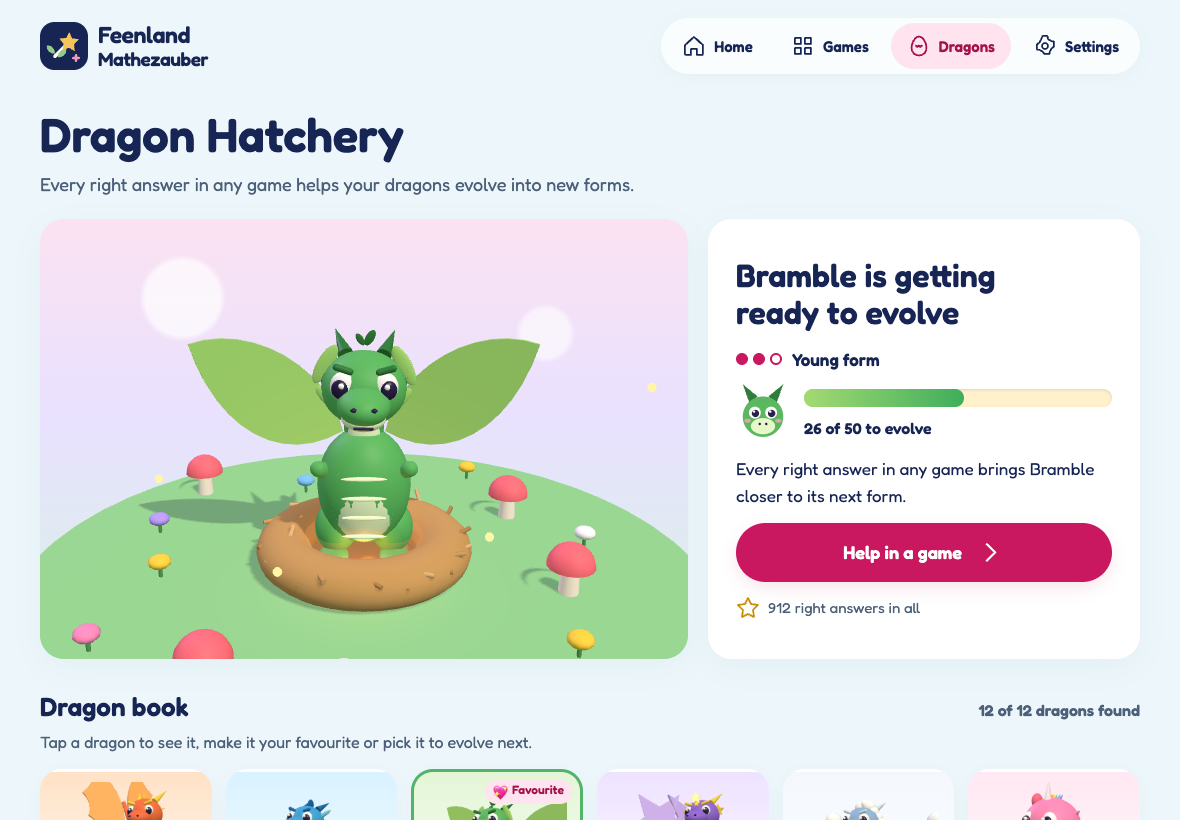 Feenland
Mathezauber
Home
Games
Dragons
Settings
Dragon Hatchery
Every right answer in any game helps your dragons evolve into new forms.
Bramble is getting
ready to evolve
Young form
26 of 50 to evolve
Every right answer in any game brings Bramble
closer to its next form.
Help in a game
912 right answers in all
Dragon book
12 of 12 dragons found
Tap a dragon to see it, make it your favourite or pick it to evolve next.
Favourite